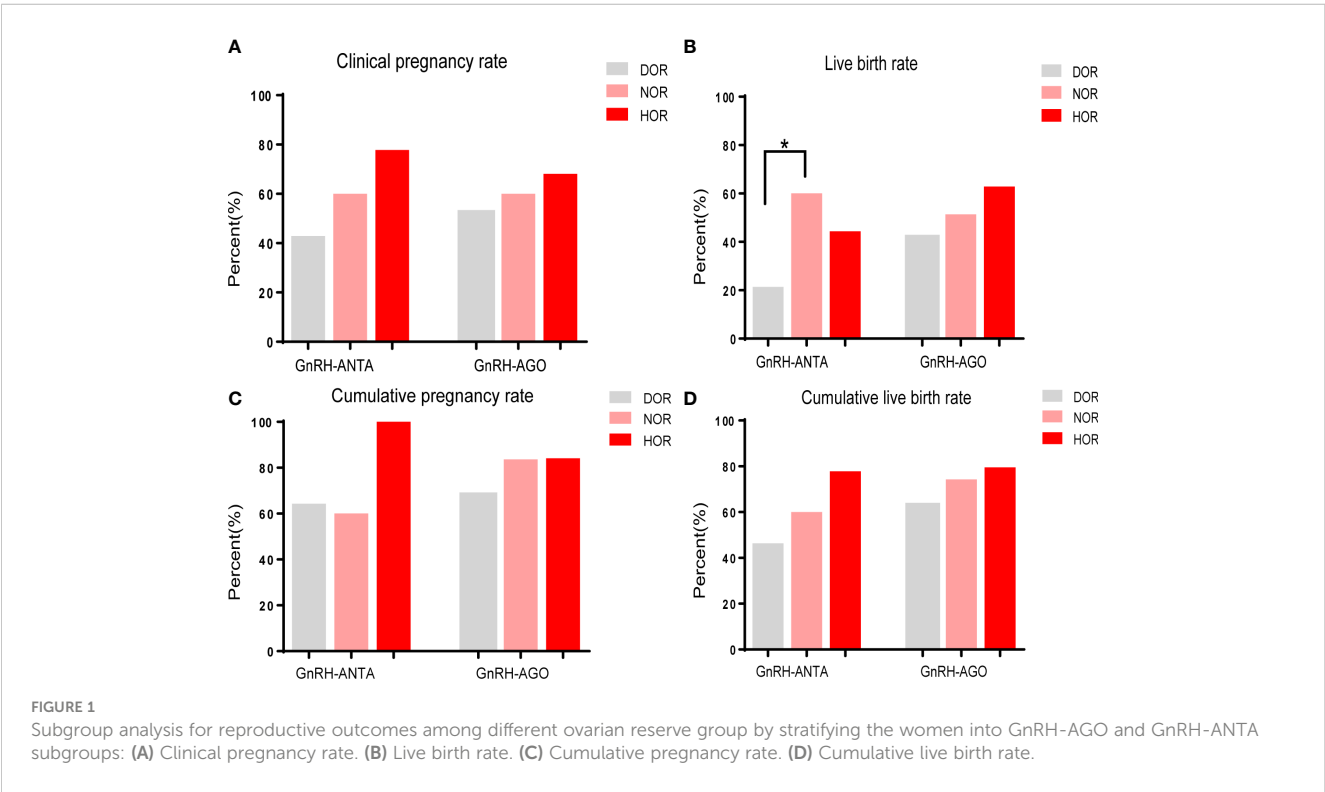 A
Clinical pregnancy rate
DOR
NOR
HOR
Percent(%)
100
80
60
40
20
0
GnRH-ANTA
GnRH-AGO
B
Live birth rate
DOR
NOR
HOR
Percent(%)
100
80
60
40
20
0
*
GnRH-ANTA
GnRH-AGO
C
Cumulative pregnancy rate
DOR
NOR
HOR
Percent(%)
100
80
60
40
20
0
GnRH-ANTA
GnRH-AGO
D
Cumulative live birth rate
DOR
NOR
HOR
Percent(%)
100
80
60
40
20
0
GnRH-ANTA
GnRH-AGO
FIGURE 1
Subgroup analysis for reproductive outcomes among different ovarian reserve group by stratifying the women into GnRH-AGO and GnRH-ANTA
subgroups: (A) Clinical pregnancy rate. (B) Live birth rate. (C) Cumulative pregnancy rate. (D) Cumulative live birth rate.